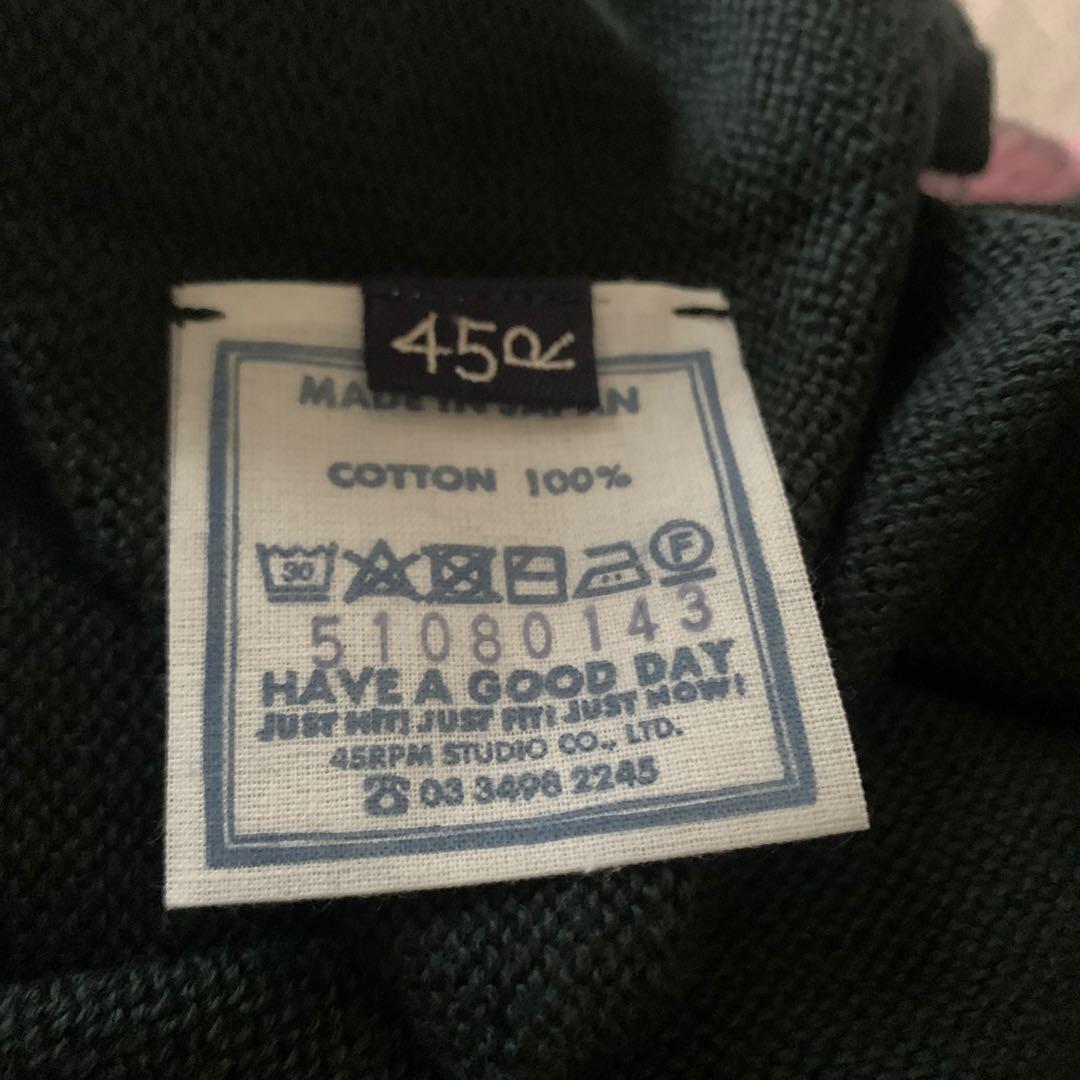 45R
MADE IN JAPAN
COTTON 100%
30 F
51080143
HAVE A GOOD DAY
JUST HIT! JUST FIT! JUST NOW!
45RPM STUDIO CO., LTD.
☎ 03 3498 2245